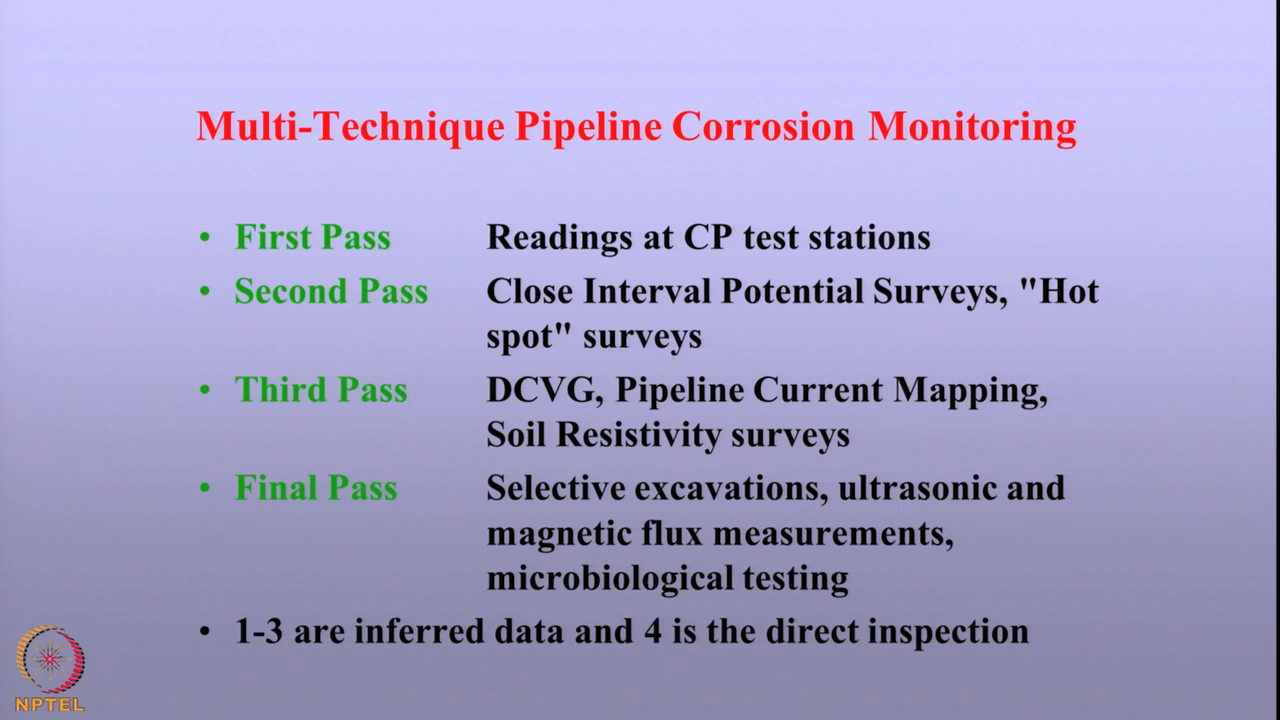 Multi-Technique Pipeline Corrosion Monitoring
• First Pass Readings at CP test stations
• Second Pass Close Interval Potential Surveys, "Hot
spot" surveys
• Third Pass DCVG, Pipeline Current Mapping,
Soil Resistivity surveys
• Final Pass Selective excavations, ultrasonic and
magnetic flux measurements,
microbiological testing
• 1-3 are inferred data and 4 is the direct inspection
NPTEL